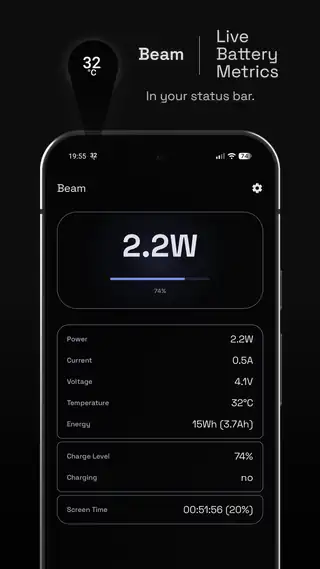 32
°C
Beam
Live
Battery
Metrics
In your status bar.
19:55 32
74
Beam
2.2W
74%
Power 2.2W
Current 0.5A
Voltage 4.1V
Temperature 32°C
Energy 15Wh (3.7Ah)
Charge Level 74%
Charging no
Screen Time 00:51:56 (20%)